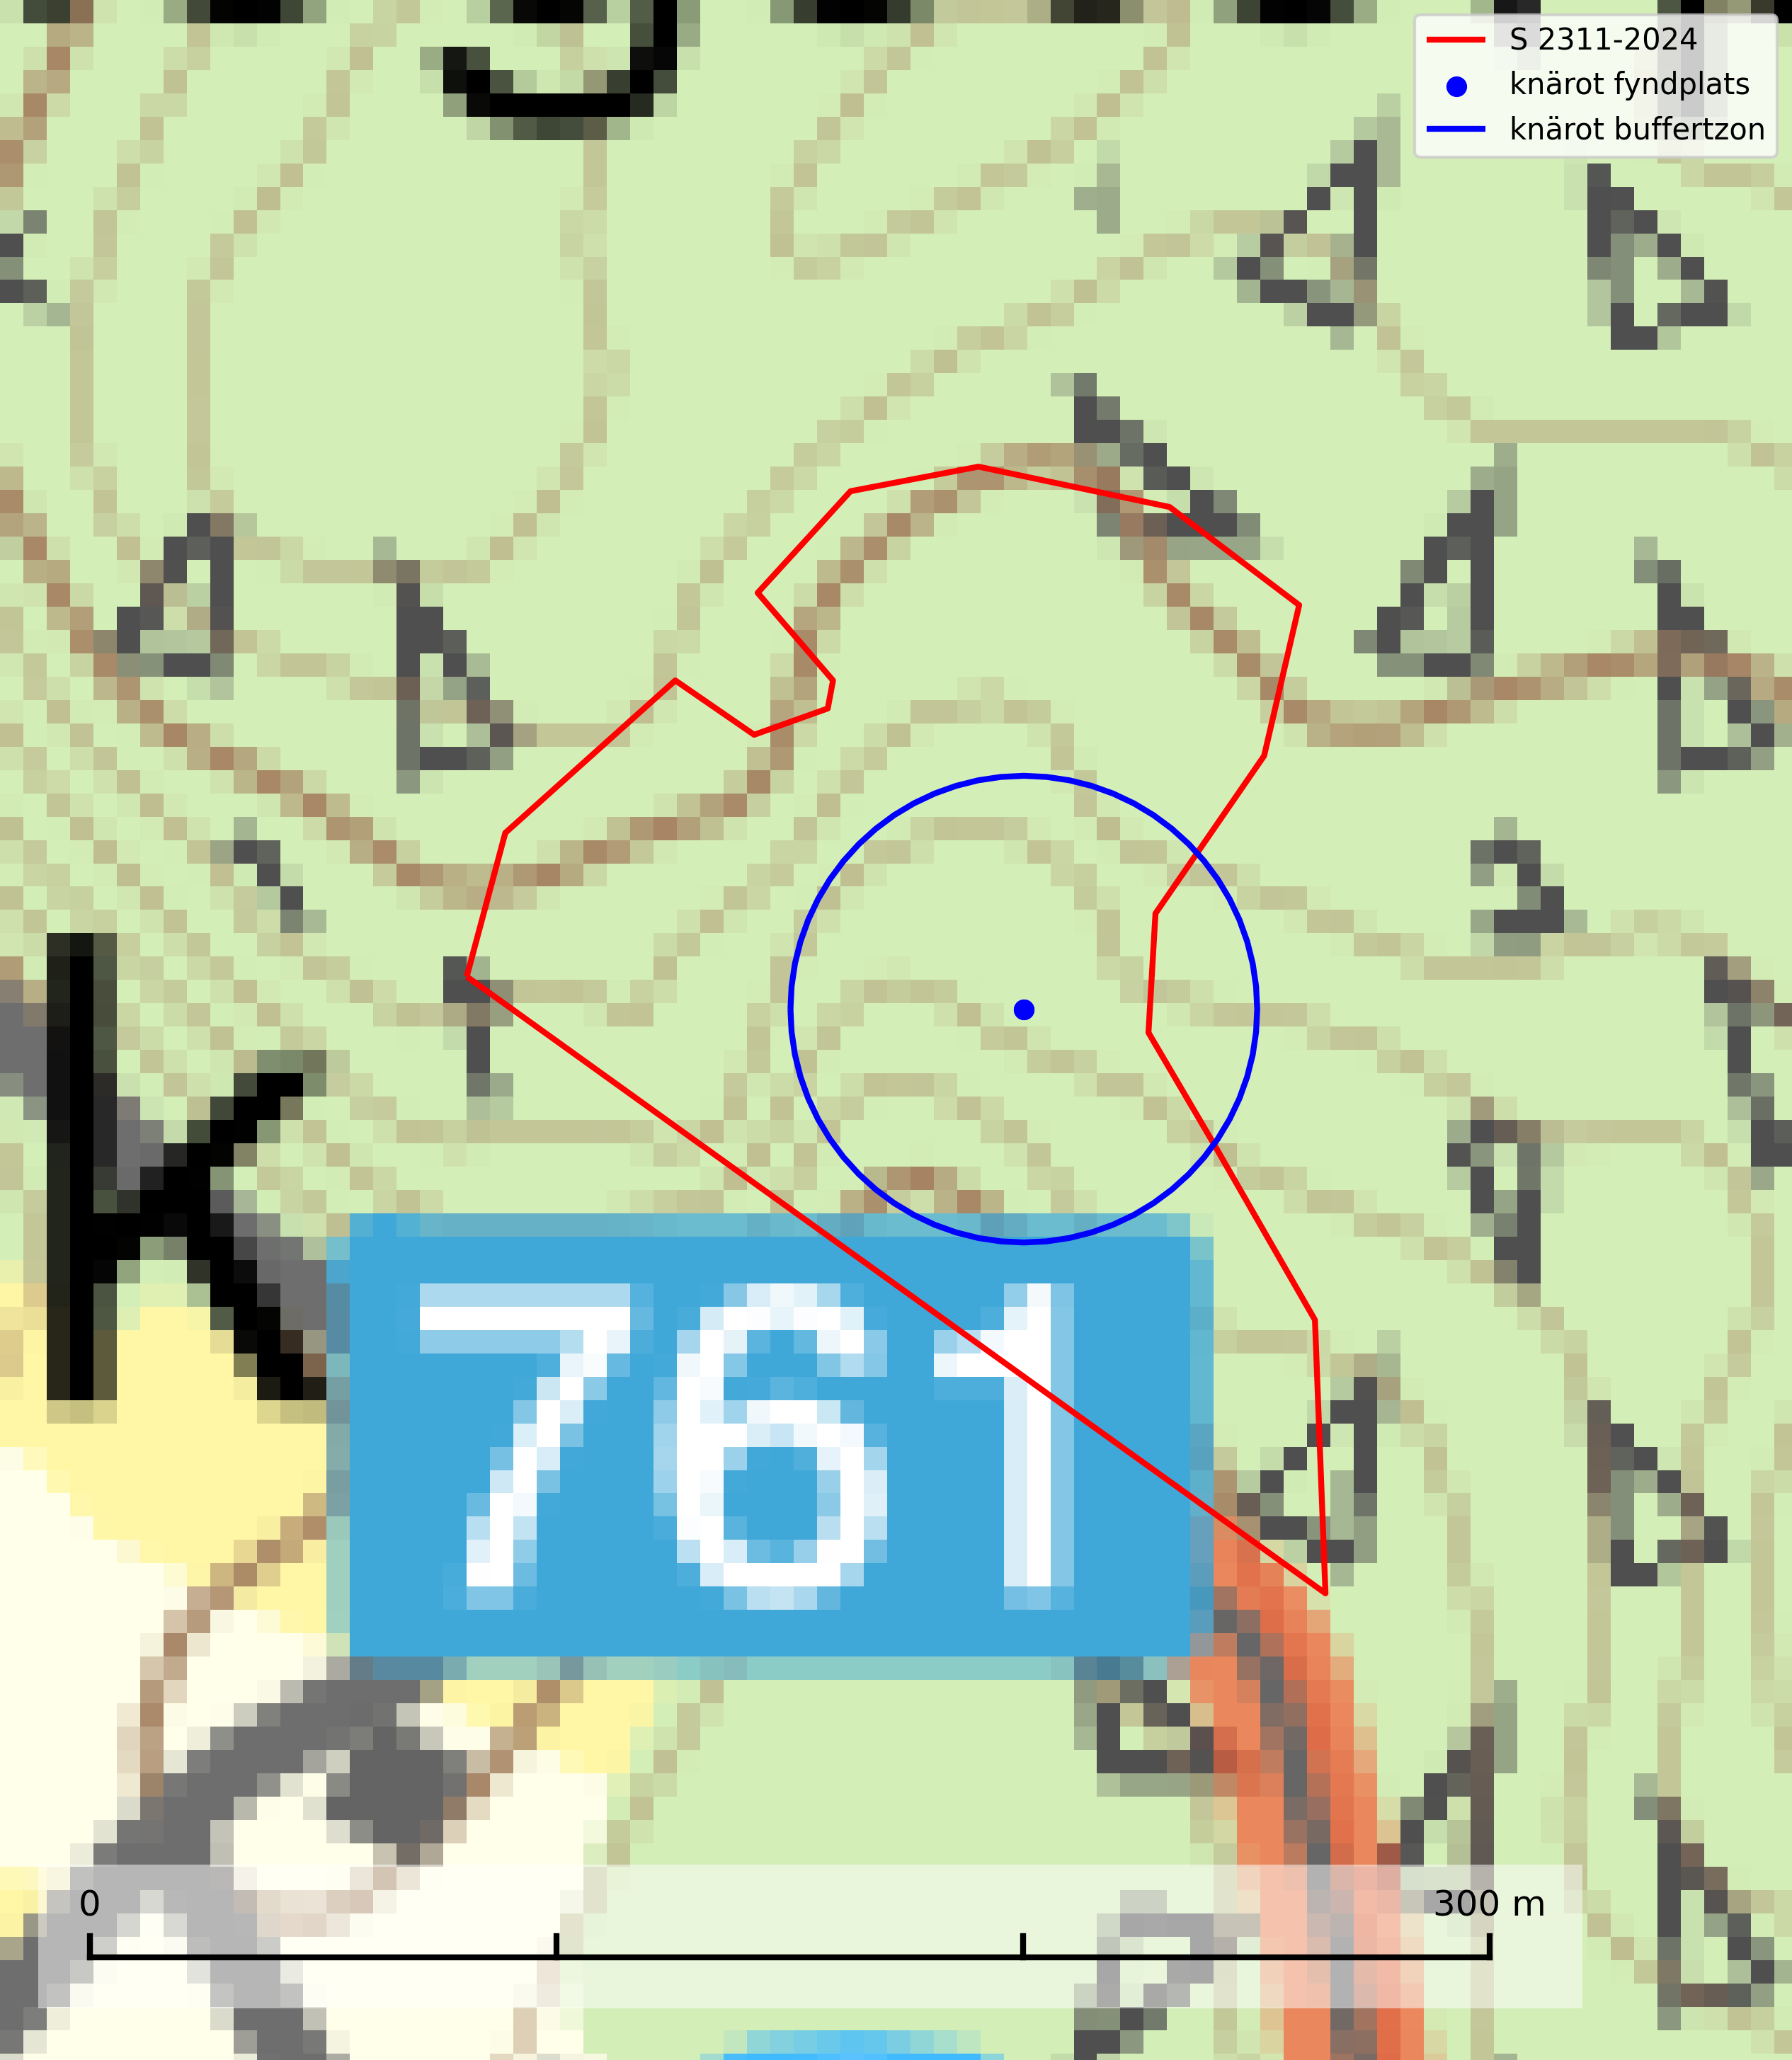 S 2311-2024
knärot fyndplats
knärot buffertzon
K
761
0
300 m